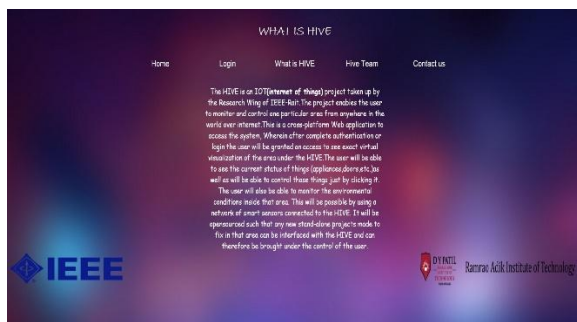 WHAT IS HIVE
Home Login What is HIVE Hive Team Contact us
The HIVE is an IOT(internet of things) project taken up by
the Research Wing of IEEE-Rait.The project enables the user
to monitor and control one particular area from anywhere in the
world over internet.This is a cross-platform Web application to
access the system, Wherein after complete authentication or
login the user will be granted an access to see exact virtual
visualization of the area under the HIVE.The user will be able
to see the current status of things (appliances,doors,etc.)as
well as will be able to control those things just by clicking it.
The user will also be able to monitor the environmental
conditions inside that area. This will be possible by using a
network of smart sensors connected to the HIVE. It will be
opensourced such that any new stand-alone projects made to
fix in that area can be interfaced with the HIVE and can
therefore be brought under the control of the user.
IEEE
D Y PATIL
Ramrao Adik Institute of Technology